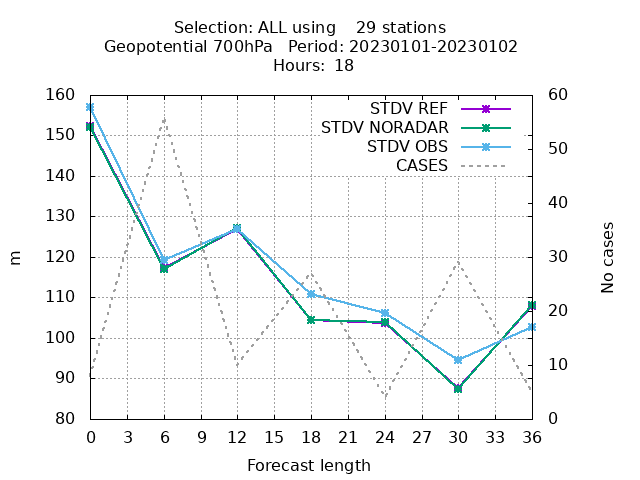 Selection: ALL using    29 stations
Geopotential 700hPa   Period: 20230101-20230102
Hours:  18
160 60
STDV REF
150 STDV NORADAR 50
STDV OBS
140 CASES
130 40
120 30
110
100 20
90 10
80 0
m
No cases
0 3 6 9 12 15 18 21 24 27 30 33 36
Forecast length